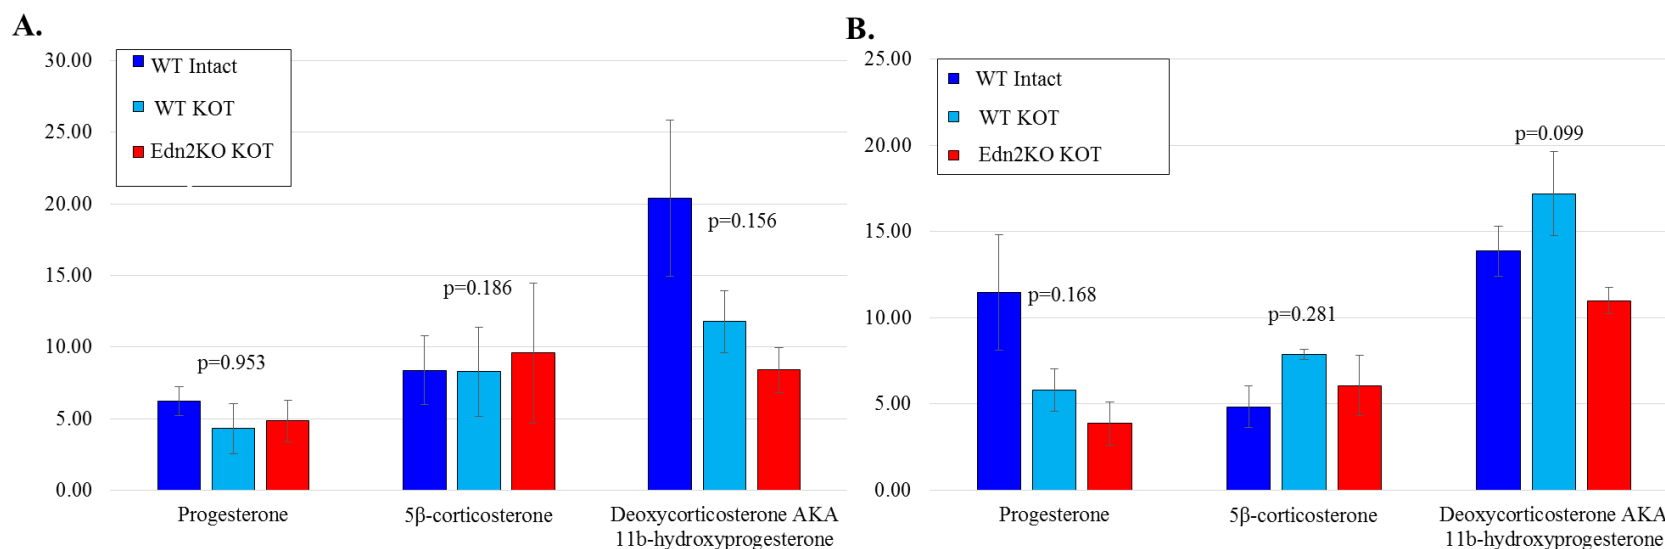 A.
30.00
25.00
20.00
15.00
10.00
5.00
0.00
WT Intact
WT KOT
Edn2KO KOT
p=0.953
p=0.186
p=0.156
Progesterone
5β-corticosterone
Deoxycorticosterone AKA
11b-hydroxyprogesterone
B.
25.00
20.00
15.00
10.00
5.00
0.00
WT Intact
WT KOT
Edn2KO KOT
p=0.168
p=0.281
p=0.099
Progesterone
5β-corticosterone
Deoxycorticosterone AKA
11b-hydroxyprogesterone